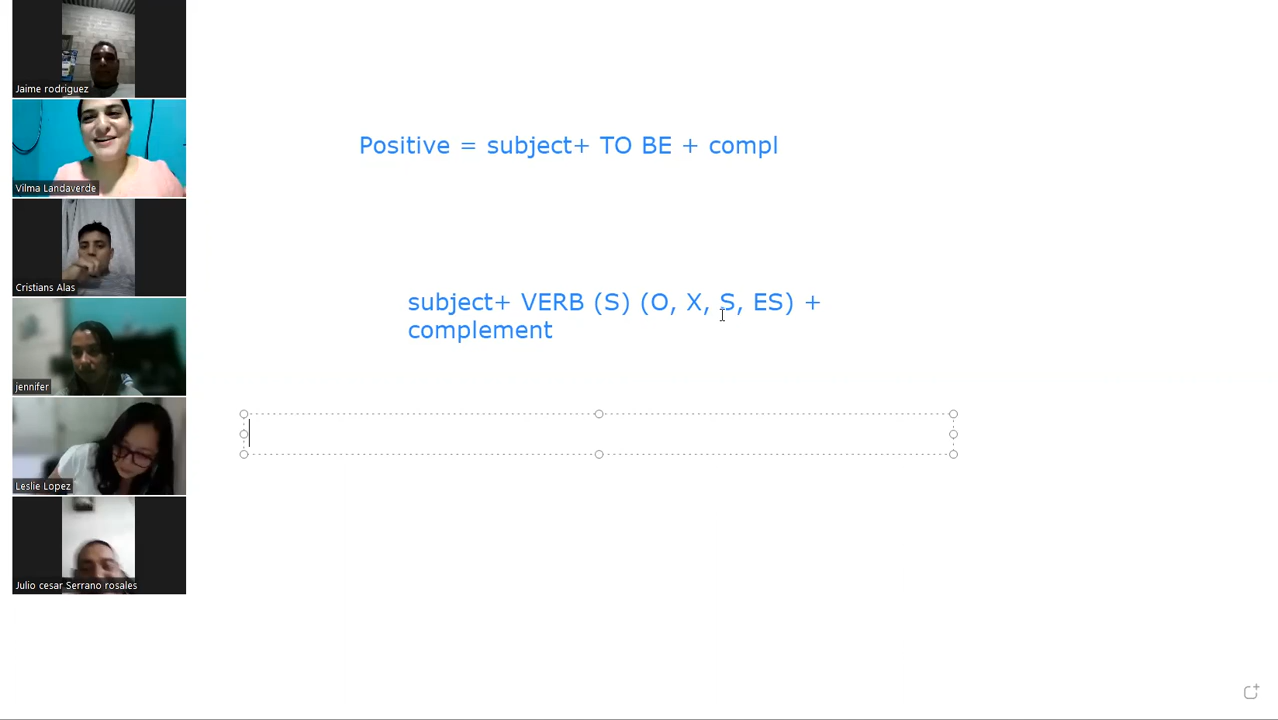 Jaime rodriguez
Vilma Landaverde
Cristians Alas
jennifer
Leslie Lopez
Julio cesar Serrano rosales
Positive = subject+ TO BE + compl
subject+ VERB (S) (O, X, S, ES) +
complement